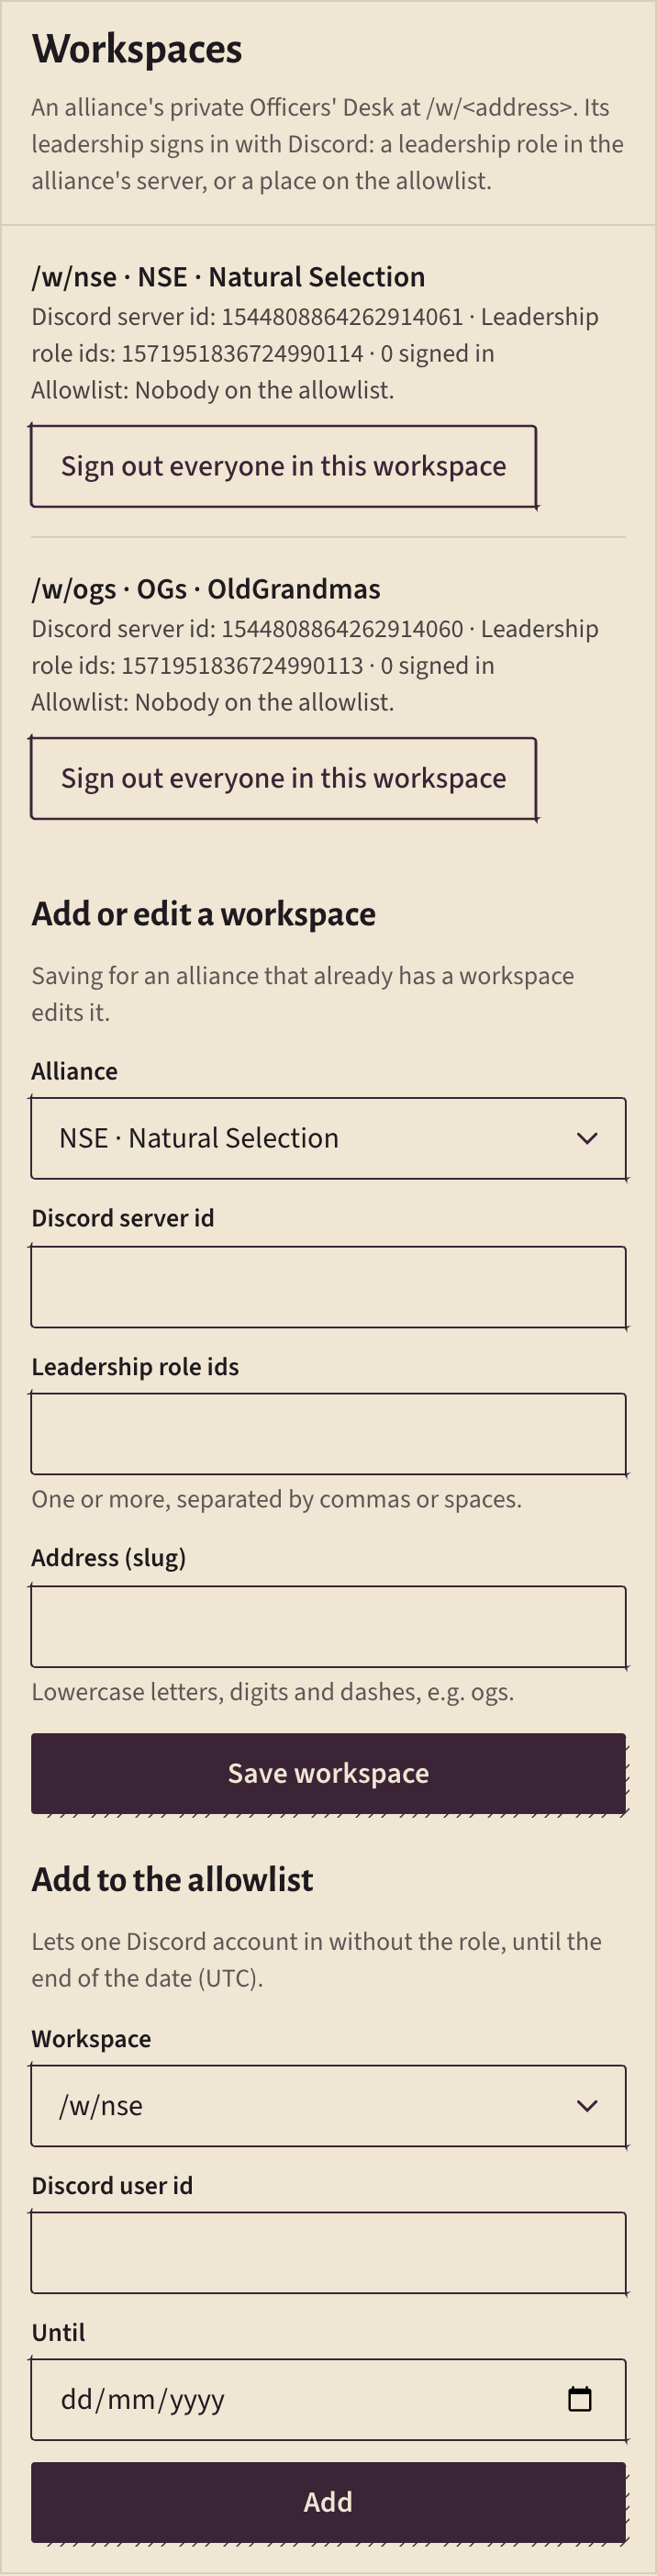 Workspaces
An alliance's private Officers' Desk at /w/<address>. Its
leadership signs in with Discord: a leadership role in the
alliance's server, or a place on the allowlist.
/w/nse · NSE · Natural Selection
Discord server id: 1544808864262914061 · Leadership
role ids: 1571951836724990114 · 0 signed in
Allowlist: Nobody on the allowlist.
Sign out everyone in this workspace
/w/ogs · OGs · OldGrandmas
Discord server id: 1544808864262914060 · Leadership
role ids: 1571951836724990113 · 0 signed in
Allowlist: Nobody on the allowlist.
Sign out everyone in this workspace
Add or edit a workspace
Saving for an alliance that already has a workspace
edits it.
Alliance
NSE · Natural Selection
Discord server id
Leadership role ids
One or more, separated by commas or spaces.
Address (slug)
Lowercase letters, digits and dashes, e.g. ogs.
Save workspace
Add to the allowlist
Lets one Discord account in without the role, until the
end of the date (UTC).
Workspace
/w/nse
Discord user id
Until
dd/mm/yyyy
Add